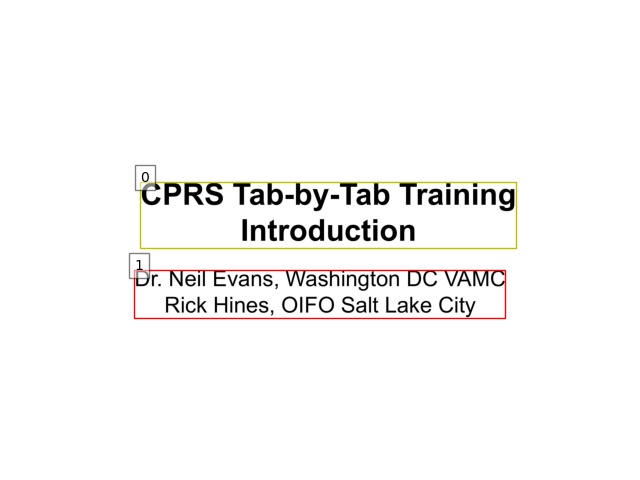 0
CPRS Tab-by-Tab Training
Introduction
1
Dr. Neil Evans, Washington DC VAMC
Rick Hines, OIFO Salt Lake City